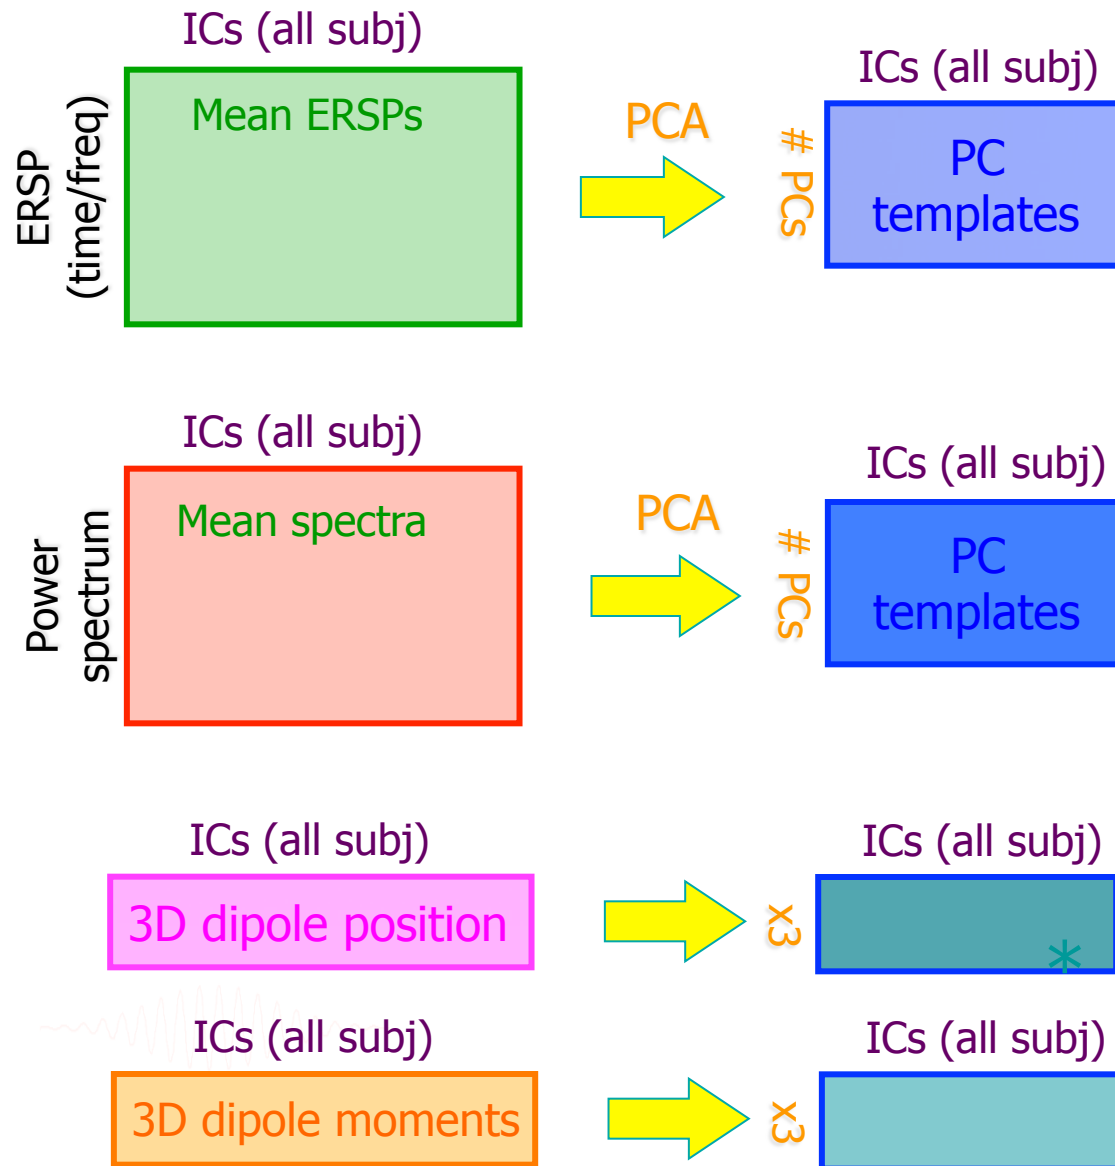 ICs (all subj)
ICs (all subj)
ERSP
(time/freq)
Mean ERSPs
PCA
# PCs
PC
templates
ICs (all subj)
ICs (all subj)
Power
spectrum
Mean spectra
PCA
# PCs
PC
templates
ICs (all subj)
ICs (all subj)
3D dipole position
x3
*
ICs (all subj)
ICs (all subj)
3D dipole moments
x3